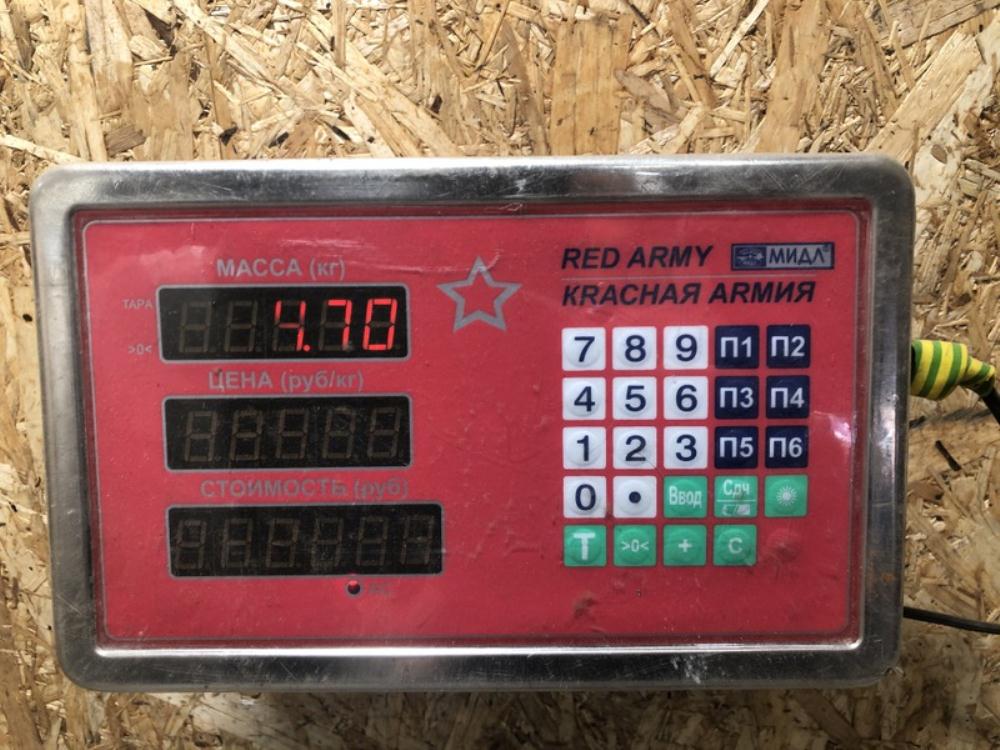 МАССА (кг)
ТАРА
4.70
>0<
ЦЕНА (руб/кг)
СТОИМОСТЬ (руб)
RED ARMY МИДЛ
КRАСНАЯ ARMИЯ
7 8 9 П1 П2
4 5 6 П3 П4
1 2 3 П5 П6
0 • Ввод Сдч
Т >0< + С